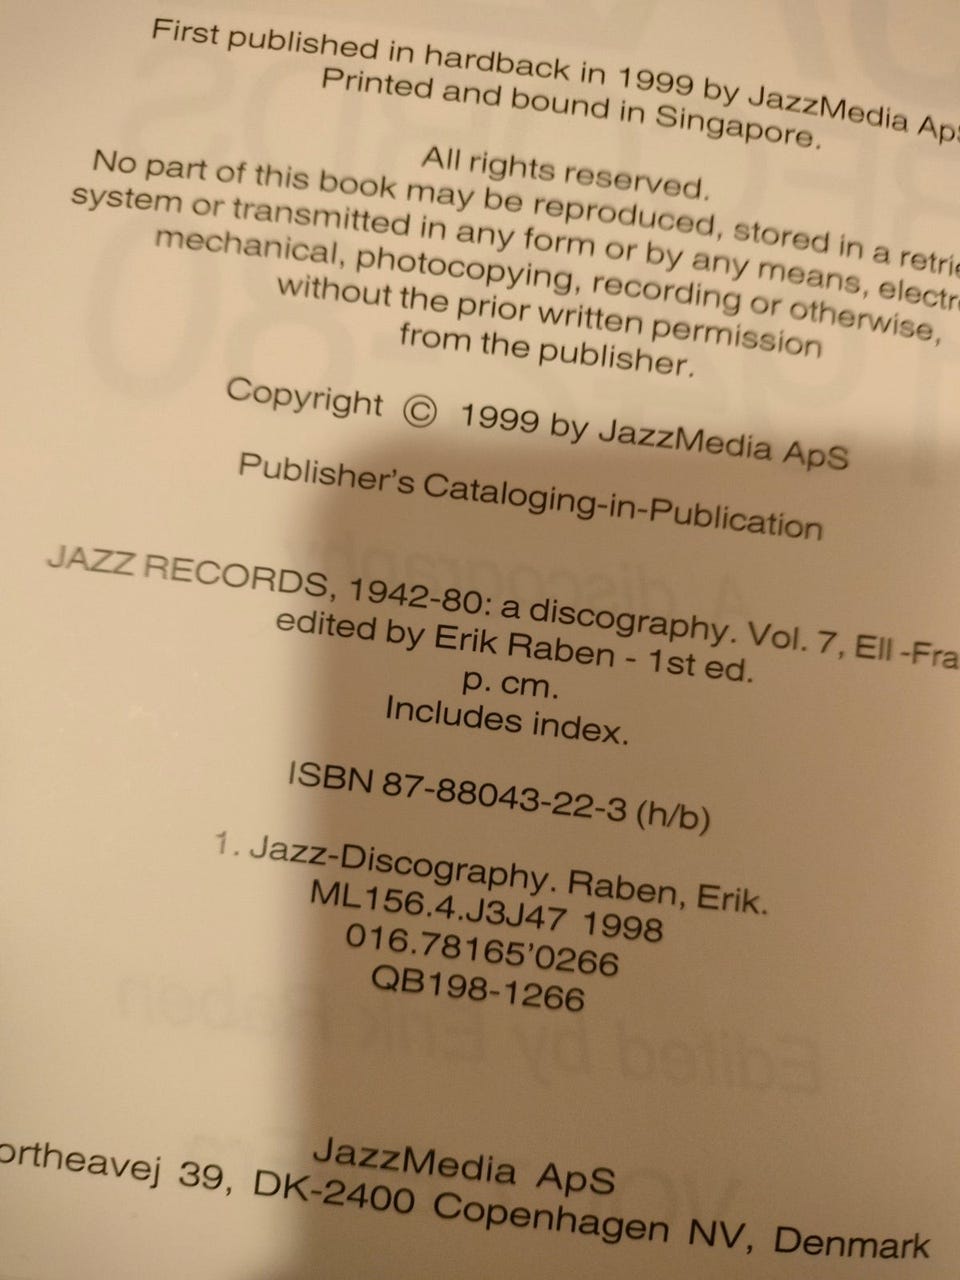 First published in hardback in 1999 by JazzMedia ApS
Printed and bound in Singapore.
All rights reserved.
No part of this book may be reproduced, stored in a retrie
system or transmitted in any form or by any means, electro
mechanical, photocopying, recording or otherwise,
without the prior written permission
from the publisher.
Copyright © 1999 by JazzMedia ApS
Publisher's Cataloging-in-Publication
JAZZ RECORDS, 1942-80: a discography. Vol. 7, Ell -Fra
edited by Erik Raben - 1st ed.
p. cm.
Includes index.
ISBN 87-88043-22-3 (h/b)
1. Jazz-Discography. Raben, Erik.
ML156.4.J3J47 1998
016.78165'0266
QB198-1266
JazzMedia ApS
ortheavej 39, DK-2400 Copenhagen NV, Denmark